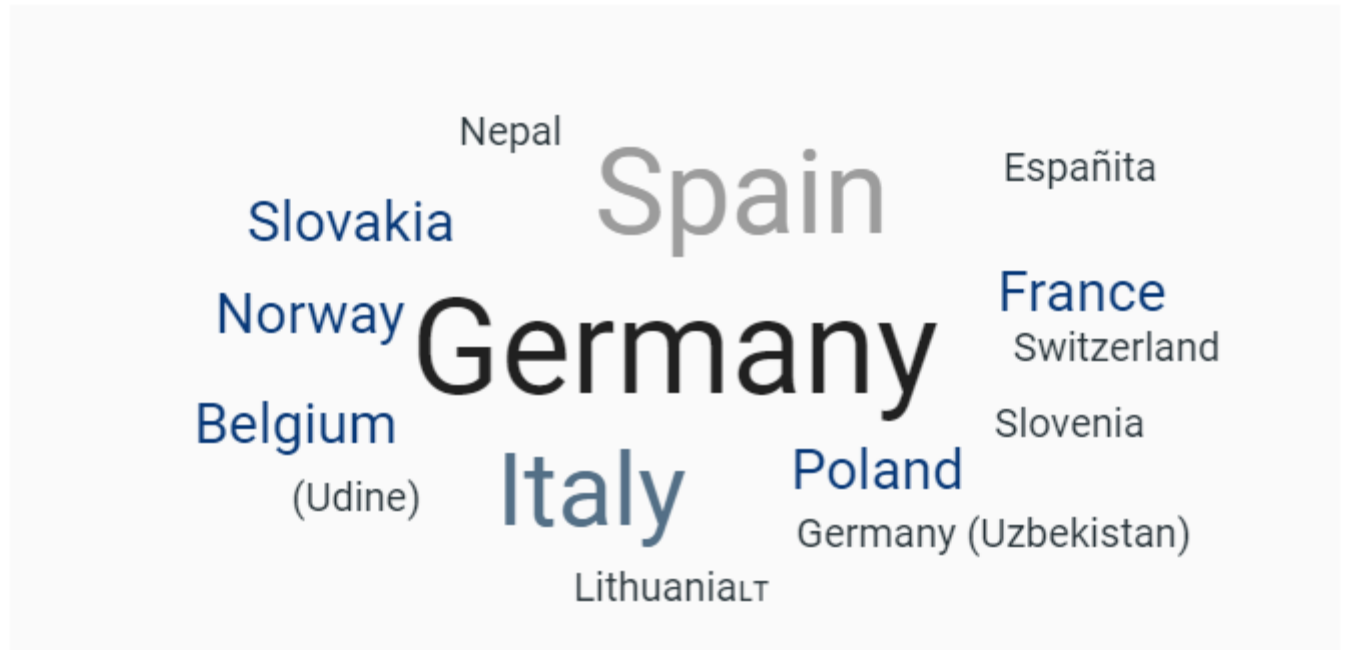 Nepal
Spain
Españita
Slovakia
France
Norway
Germany
Switzerland
Belgium
Slovenia
Poland
(Udine)
Italy
Germany (Uzbekistan)
LithuaniaLT